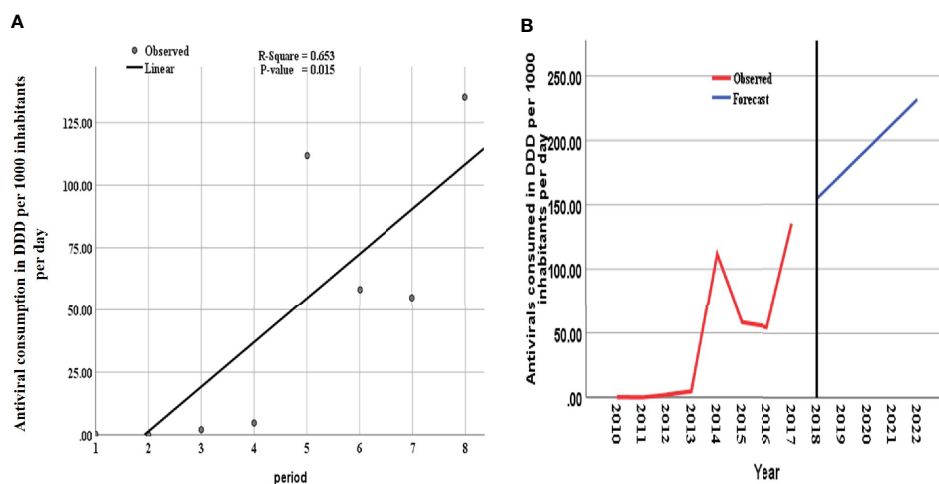 A
Observed
Linear
R-Square = 0.653
P-value = 0.015
Antiviral consumption in DDD per 1000 inhabitants
per day
125.00
100.00
75.00
50.00
25.00
.00
1 2 3 4 5 6 7 8
period
B
Observed
Forecast
Antivirals consumed in DDD per 1000
inhabitants per day
250.00
200.00
150.00
100.00
50.00
.00
2010 2011 2012 2013 2014 2015 2016 2017 2018 2019 2020 2021 2022
Year